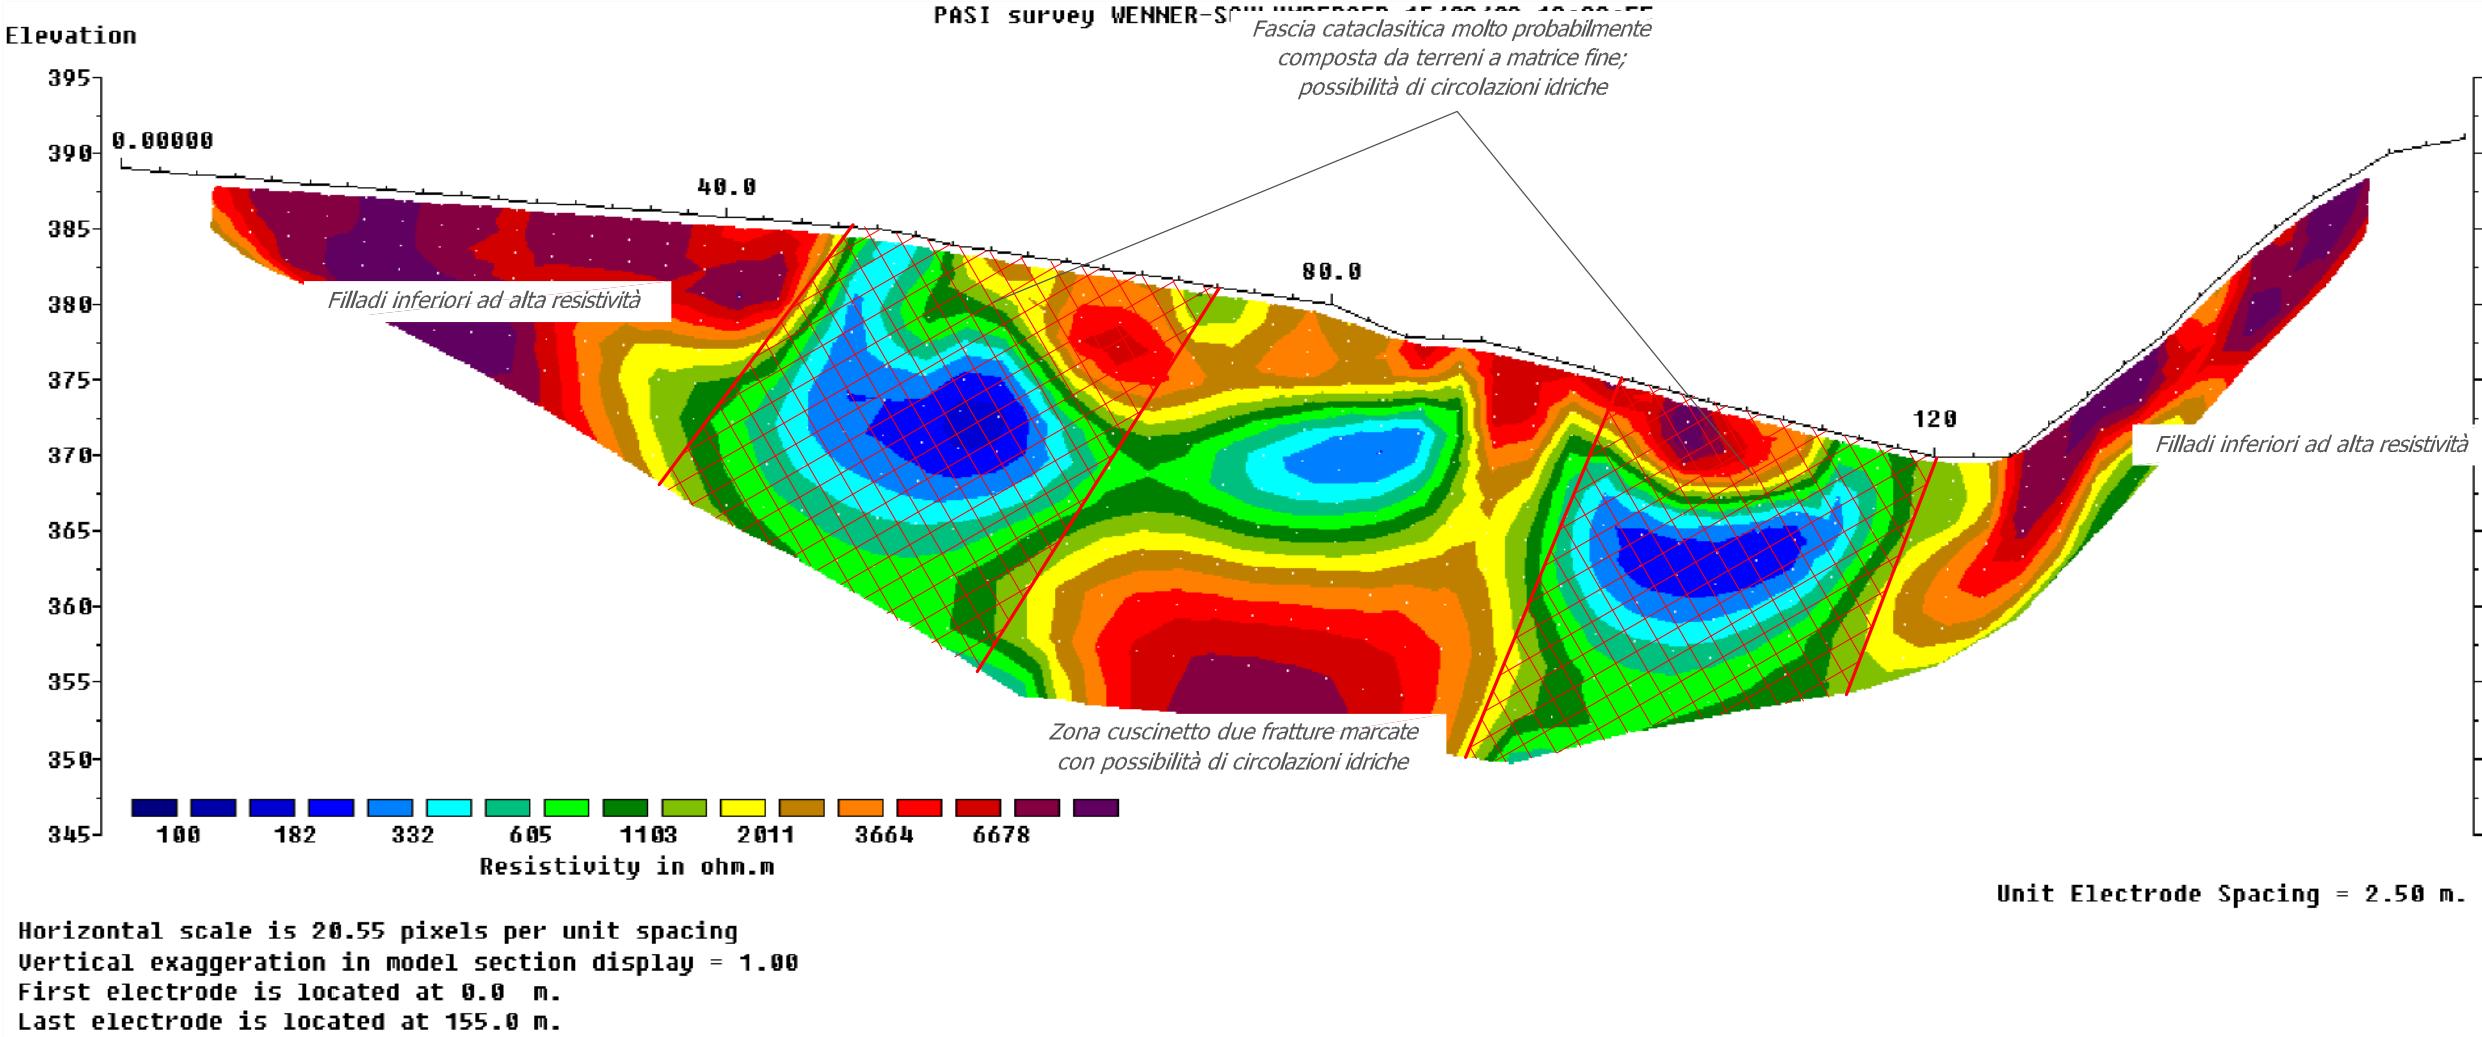 PASI survey WENNER-S
Elevation
Fascia cataclasitica molto probabilmente
composta da terreni a matrice fine;
possibilità di circolazioni idriche
395
0.00000
390
40.0
385
80.0
380
Filladi inferiori ad alta resistività
375
120
370
Filladi inferiori ad alta resistività
365
360
355
Zona cuscinetto due fratture marcate
con possibilità di circolazioni idriche
350
345
100 182 332 605 1103 2011 3664 6678
Resistivity in ohm.m
Unit Electrode Spacing = 2.50 m.
Horizontal scale is 20.55 pixels per unit spacing
Vertical exaggeration in model section display = 1.00
First electrode is located at 0.0 m.
Last electrode is located at 155.0 m.